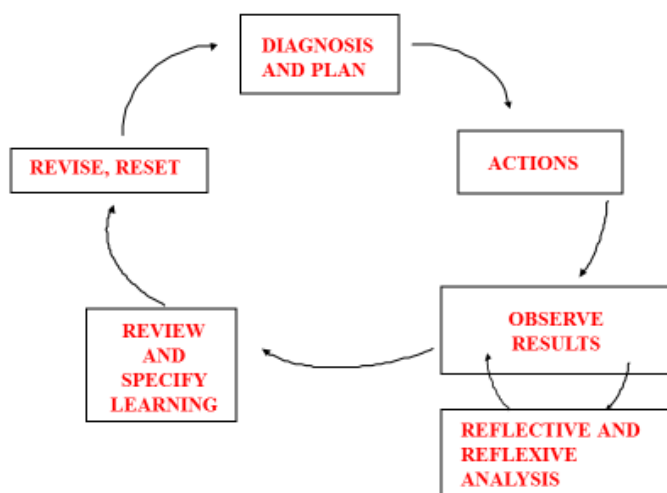 DIAGNOSIS
AND PLAN
ACTIONS
OBSERVE
RESULTS
REFLECTIVE AND
REFLEXIVE
ANALYSIS
REVIEW
AND
SPECIFY
LEARNING
REVISE, RESET